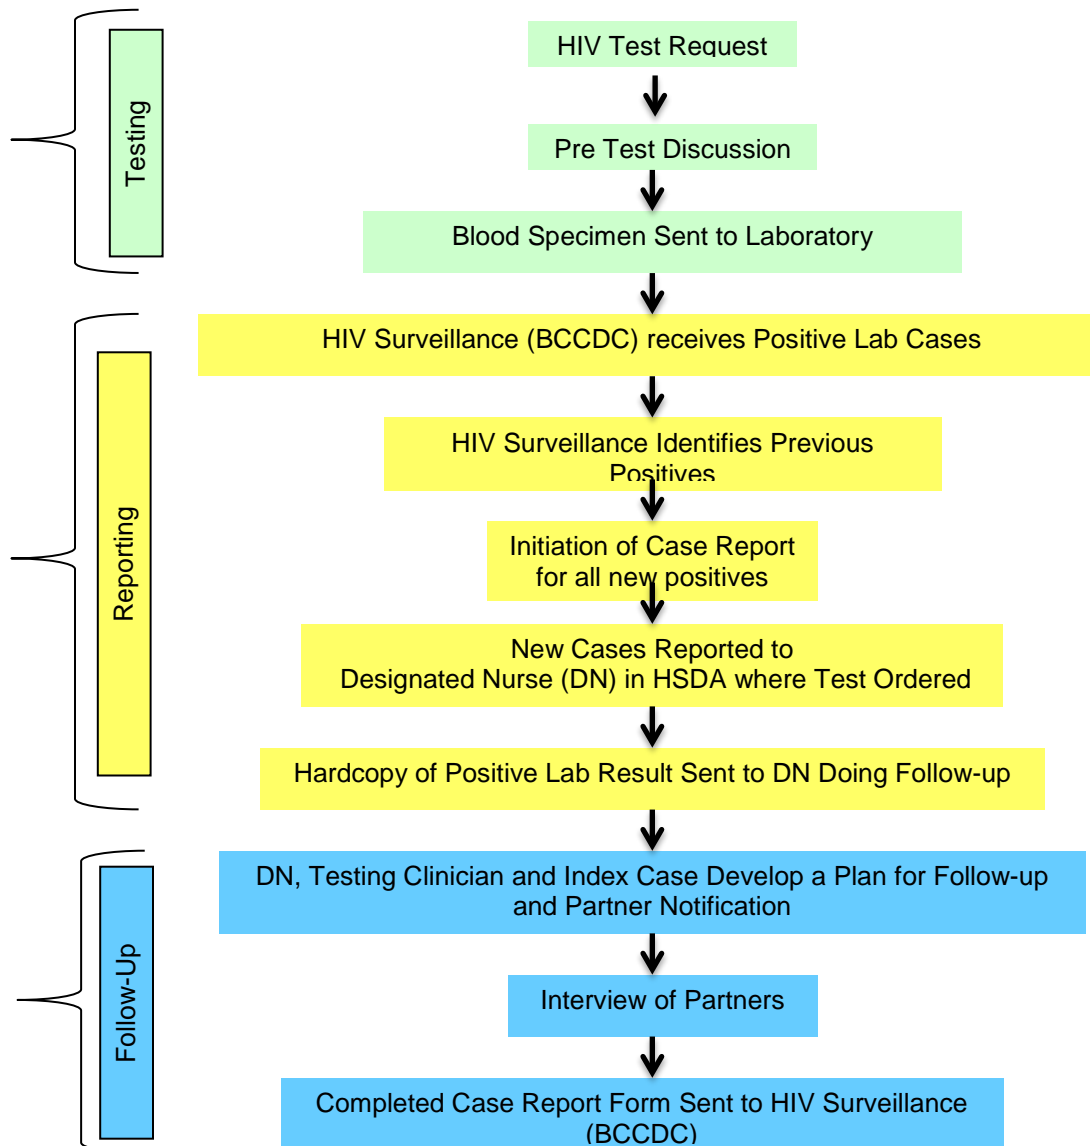 Testing
HIV Test Request
Pre Test Discussion
Blood Specimen Sent to Laboratory
Reporting
HIV Surveillance (BCCDC) receives Positive Lab Cases
HIV Surveillance Identifies Previous
Positives
Initiation of Case Report
for all new positives
New Cases Reported to
Designated Nurse (DN) in HSDA where Test Ordered
Hardcopy of Positive Lab Result Sent to DN Doing Follow-up
Follow-Up
DN, Testing Clinician and Index Case Develop a Plan for Follow-up
and Partner Notification
Interview of Partners
Completed Case Report Form Sent to HIV Surveillance
(BCCDC)